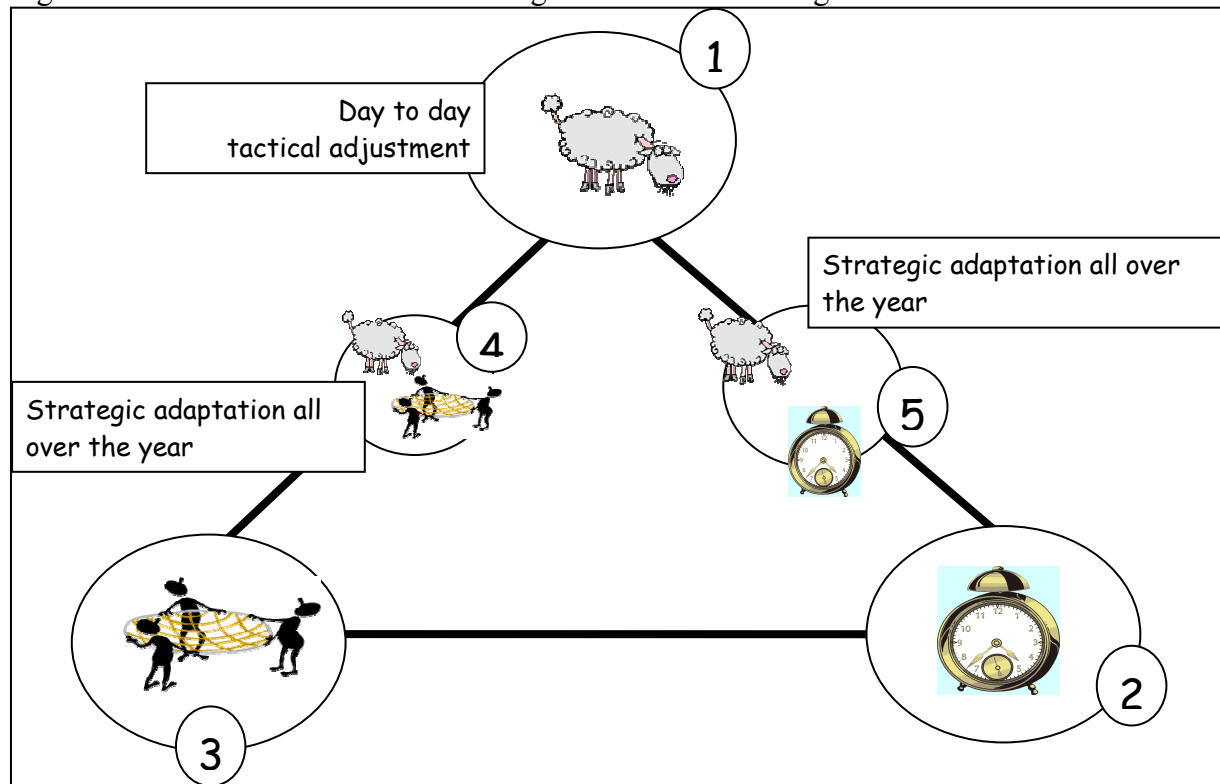 1
Day to day
tactical adjustment
Strategic adaptation all over
the year
4
5
Strategic adaptation all
over the year
3
2